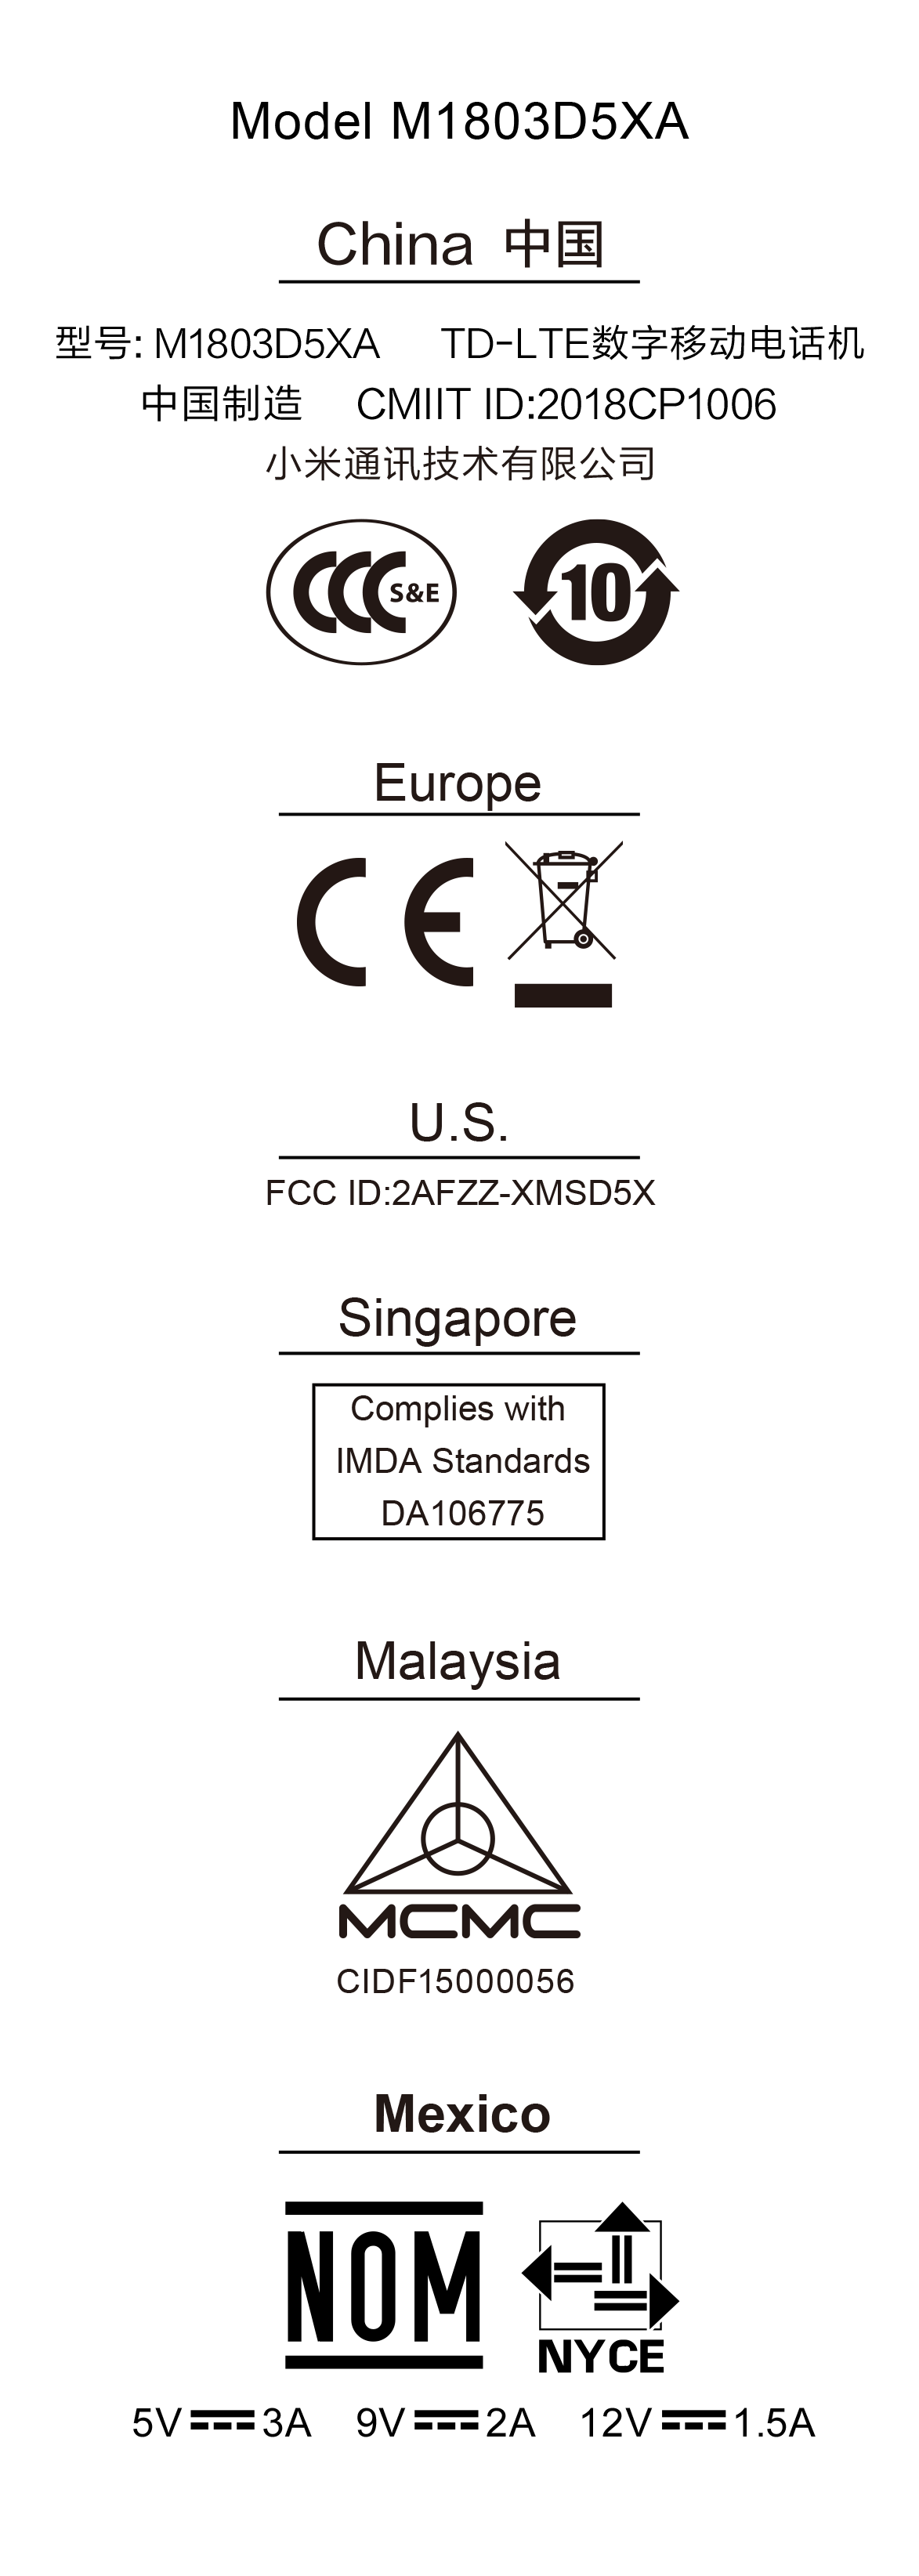 Model M1803D5XA
China 中国
型号: M1803D5XA TD-LTE数字移动电话机
中国制造 CMIIT ID:2018CP1006
小米通讯技术有限公司
CCC S&E 10
Europe
CE
U.S.
FCC ID:2AFZZ-XMSD5X
Singapore
Complies with
IMDA Standards
DA106775
Malaysia
MCMC
CIDF15000056
Mexico
NOM
NYCE
5V 3A 9V 2A 12V 1.5A